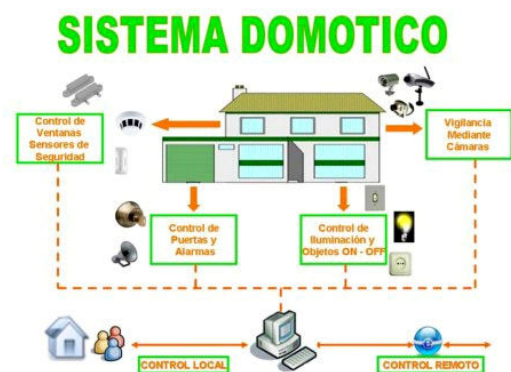 SISTEMA DOMOTICO
Control de
Ventanas
Sensores de
Seguridad
Vigilancia
Mediante
Cámaras
Control de
Puertas y
Alarmas
Control de
Iluminación y
Objetos ON - OFF
CONTROL LOCAL
CONTROL REMOTO